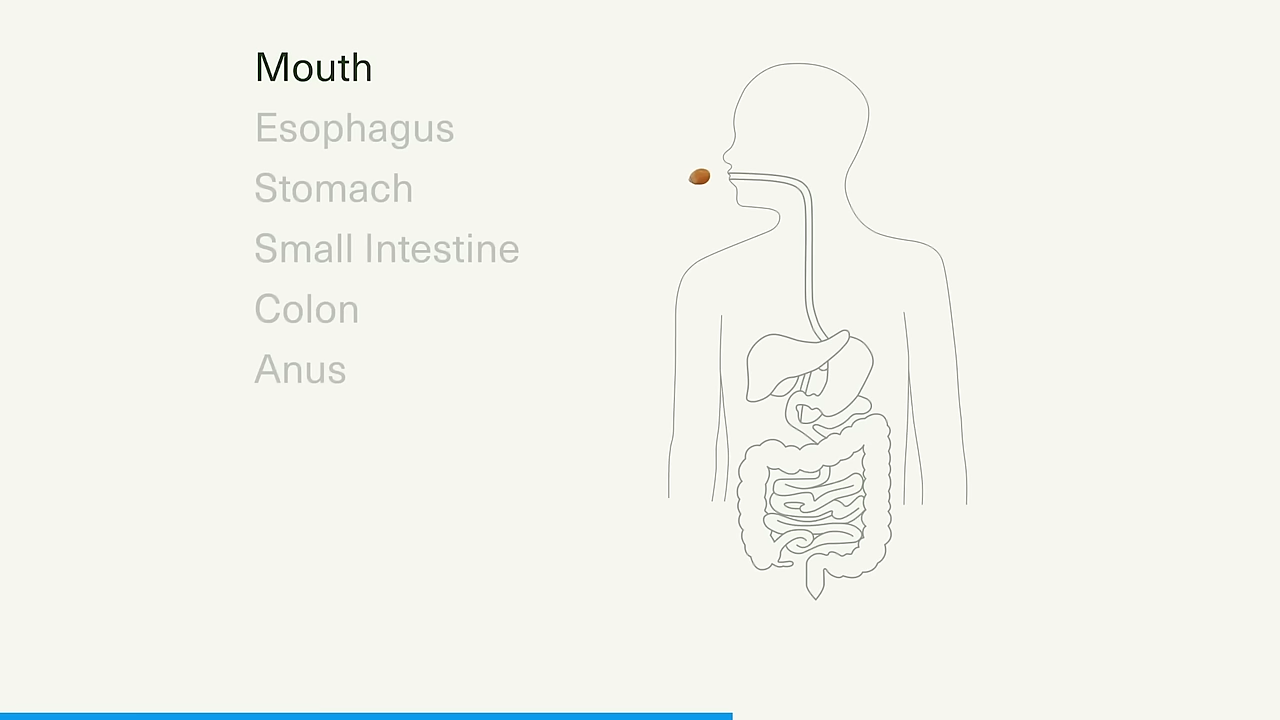 Mouth
Esophagus
Stomach
Small Intestine
Colon
Anus